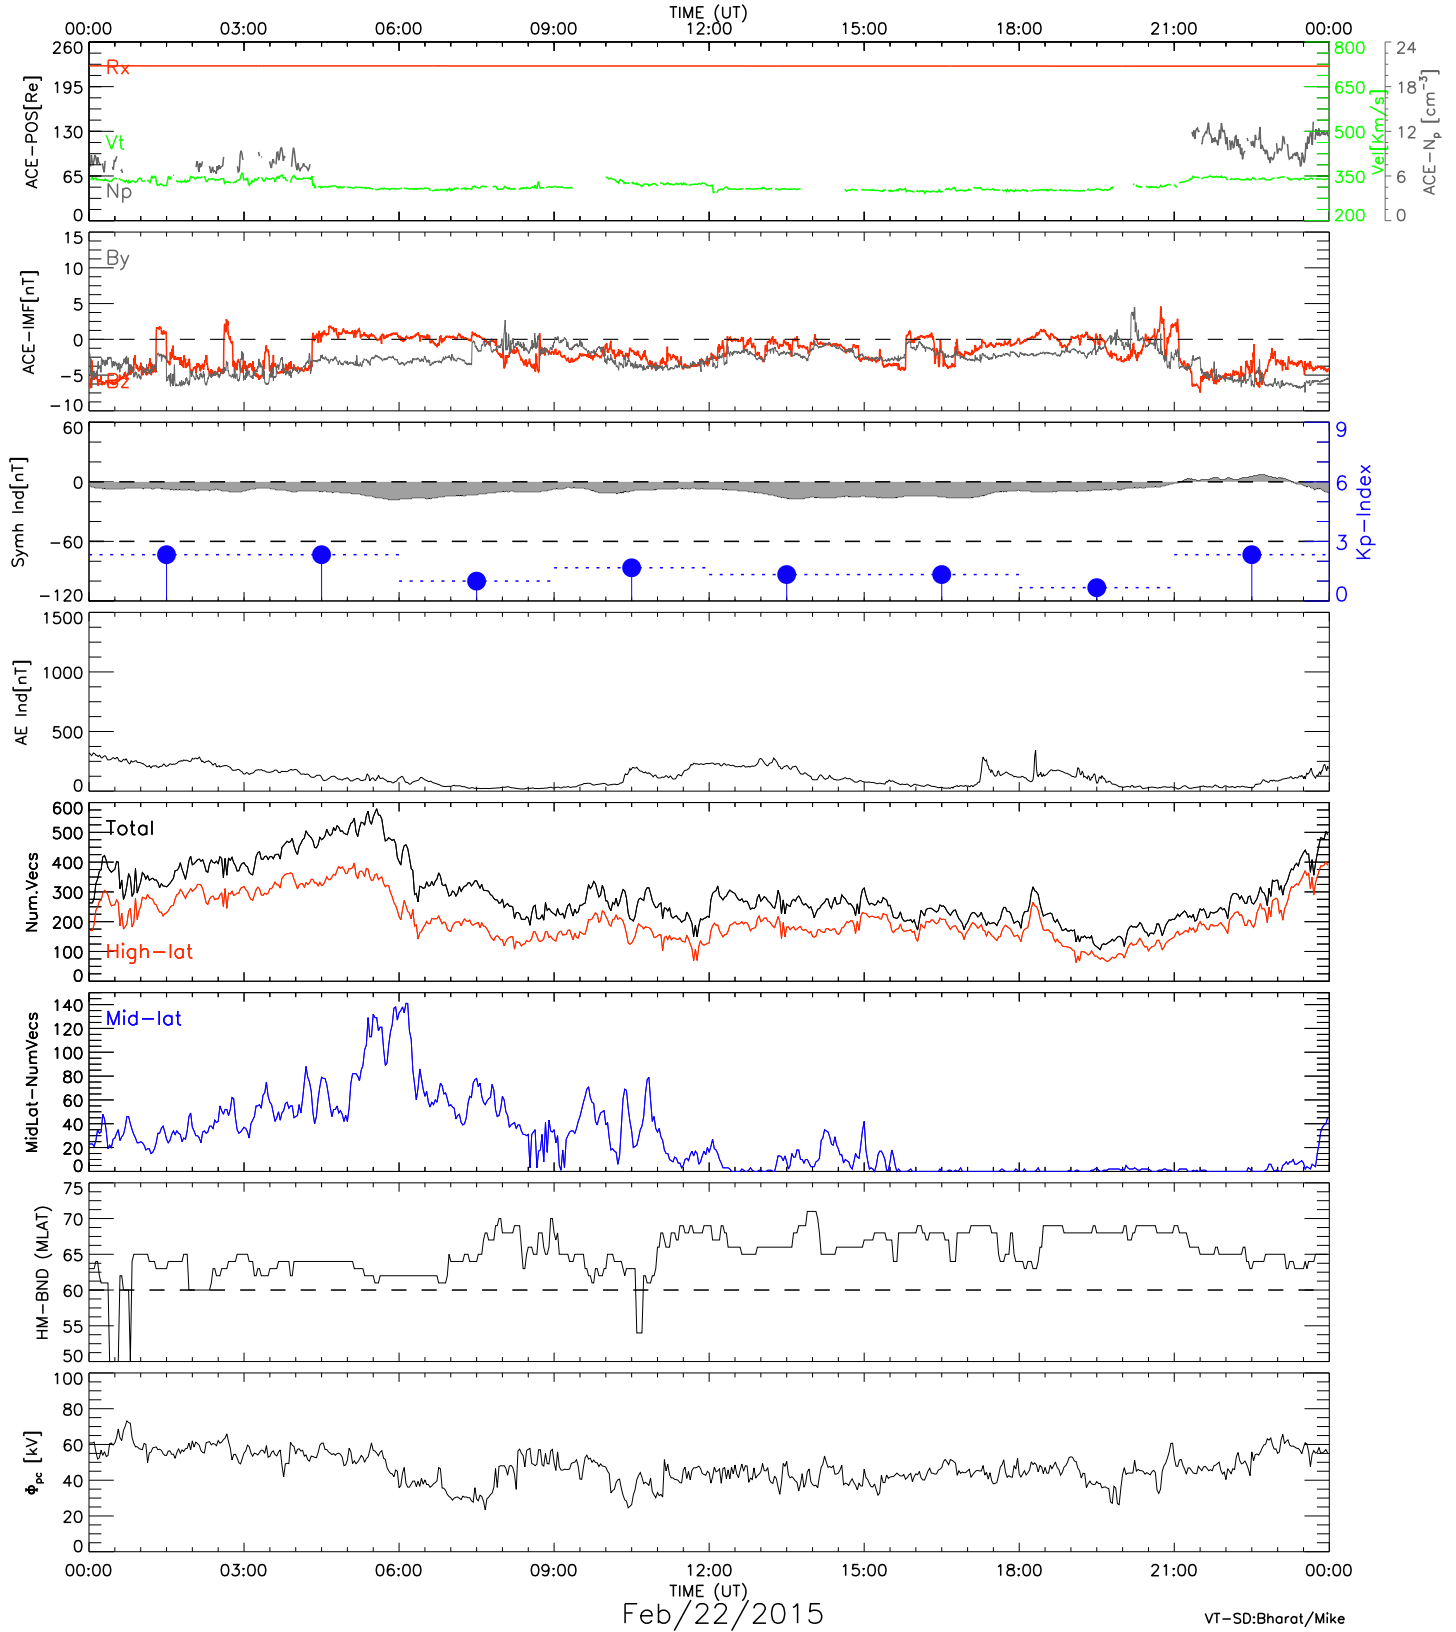 TIME (UT)
00:00 03:00 06:00 09:00 12:00 15:00 18:00 21:00 00:00
260 195 130 65 0
ACE-POS[Re]
Rx
Vt
Np
800 650 500 350 200
Vel[Km/s]
24 18 12 6 0
ACE-Np [cm-3]
15 10 5 0 -5 -10
ACE-IMF[nT]
By
Bz
60 0 -60 -120
Symh Ind[nT]
9 6 3 0
Kp-Index
1500 1000 500 0
AE Ind[nT]
600 500 400 300 200 100 0
Num.Vecs
Total
High-lat
140 120 100 80 60 40 20 0
MidLat-NumVecs
Mid-lat
75 70 65 60 55 50
HM-BND (MLAT)
100 80 60 40 20 0
Φpc [kV]
00:00 03:00 06:00 09:00 12:00 15:00 18:00 21:00 00:00
TIME (UT)
Feb/22/2015
VT-SD:Bharat/Mike